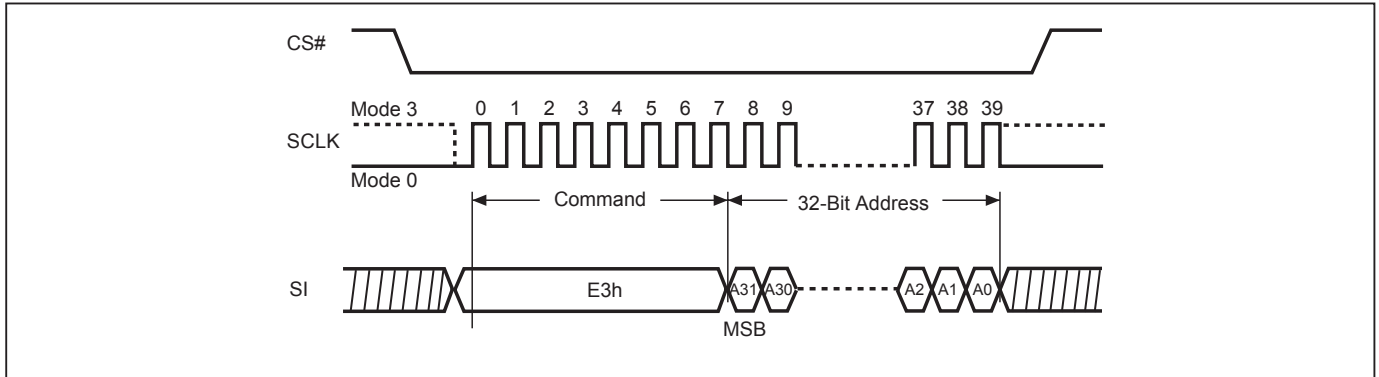 CS#
Mode 3
0 1 2 3 4 5 6 7 8 9 37 38 39
SCLK
Mode 0
Command
32-Bit Address
SI
E3h
A31 A30 A2 A1 A0
MSB